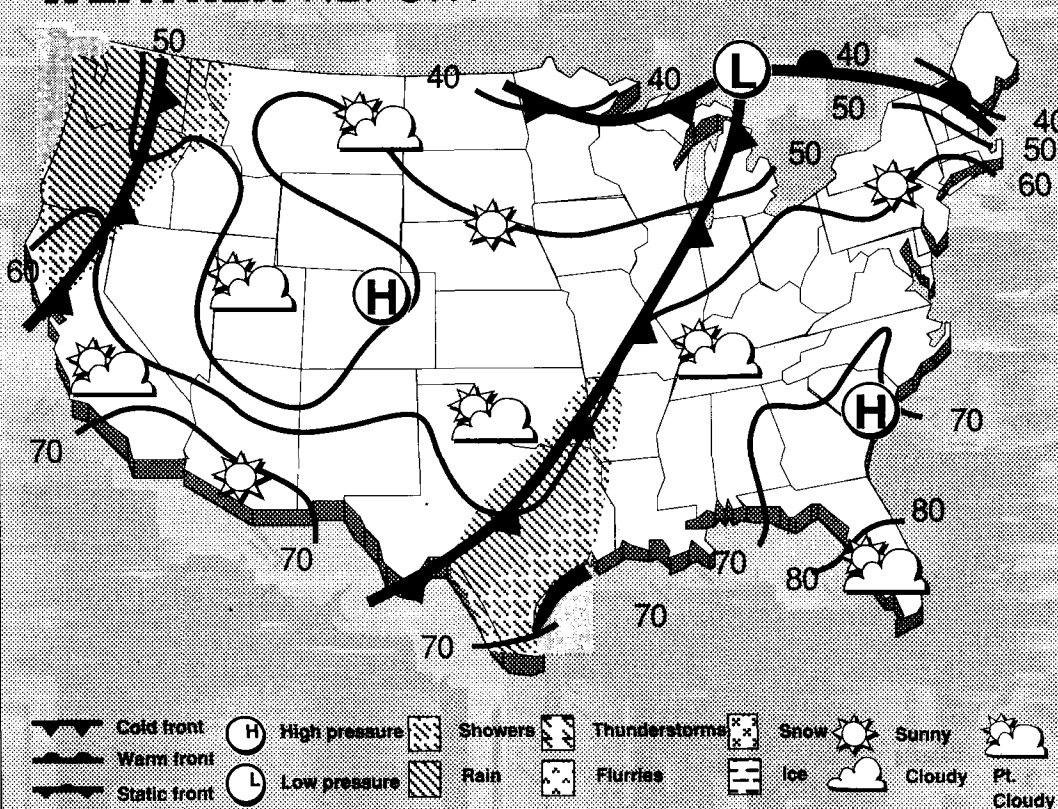 50
40
40
L
40
50
50
40
50
60
60
H
H
70
70
70
80
80
70
70
70
Cold front
H
High pressure
Showers
Thunderstorms
Snow
Sunny
Warm front
L
Low pressure
Rain
Flurries
Ice
Cloudy
Pt.
Cloudy
Static front